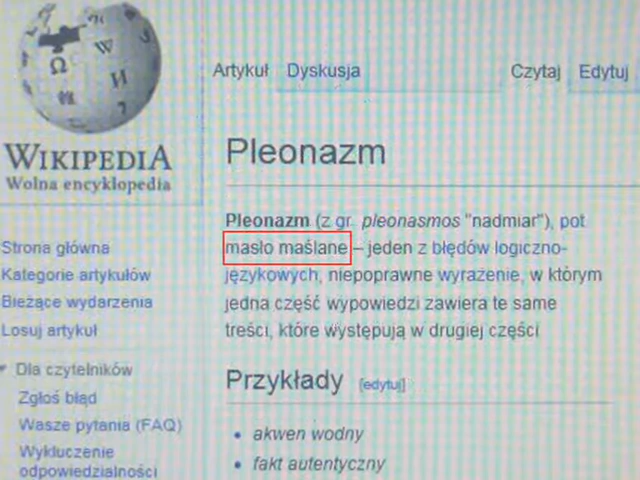 WIKIPEDIA
Wolna encyklopedia
Strona główna
Kategorie artykułów
Bieżące wydarzenia
Losuj artykuł
Dla czytelników
Zgłoś błąd
Wasze pytania (FAQ)
Wykluczenie
odpowiedzialności
Artykuł Dyskusja Czytaj Edytuj
Pleonazm
Pleonazm (z gr. pleonasmos "nadmiar"), pot
masło maślane – jeden z błędów logiczno-
językowych, niepoprawne wyrażenie, w którym
jedna część wypowiedzi zawiera te same
treści, które występują w drugiej części
Przykłady [edytuj]
• akwen wodny
• fakt autentyczny